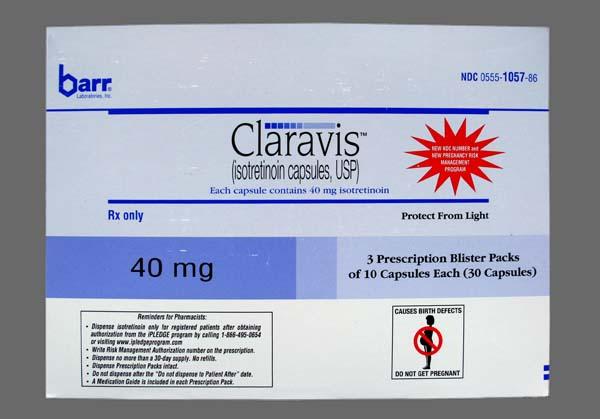 barr
Laboratories, Inc.
NDC 0555-1057-86
Claravis™
(isotretinoin capsules, USP)
Each capsule contains 40 mg isotretinoin
NEW NDC NUMBER and
NEW PREGNANCY RISK
MANAGEMENT
PROGRAM
Rx only
Protect From Light
40 mg
3 Prescription Blister Packs
of 10 Capsules Each (30 Capsules)
Reminders for Pharmacists:
• Dispense isotretinoin only for registered patients after obtaining
authorization from the iPLEDGE program by calling 1-866-495-0654
or visiting www.ipledgeprogram.com
• Write Risk Management Authorization number on the prescription.
• Dispense no more than a 30-day supply. No refills.
• Dispense Prescription Packs intact.
• Do not dispense after the "Do not dispense to Patient After" date.
• A Medication Guide is included in each Prescription Pack.
CAUSES BIRTH DEFECTS
DO NOT GET PREGNANT